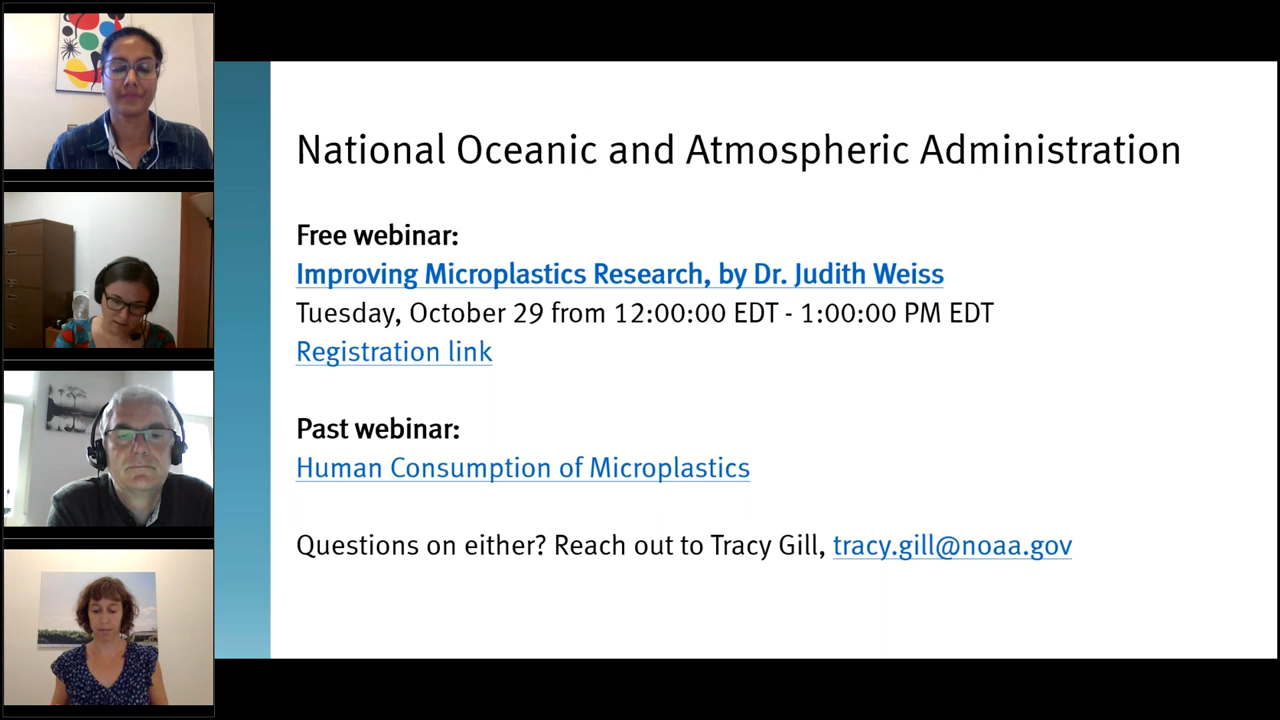 National Oceanic and Atmospheric Administration
Free webinar:
Improving Microplastics Research, by Dr. Judith Weiss
Tuesday, October 29 from 12:00:00 EDT - 1:00:00 PM EDT
Registration link
Past webinar:
Human Consumption of Microplastics
Questions on either? Reach out to Tracy Gill, tracy.gill@noaa.gov